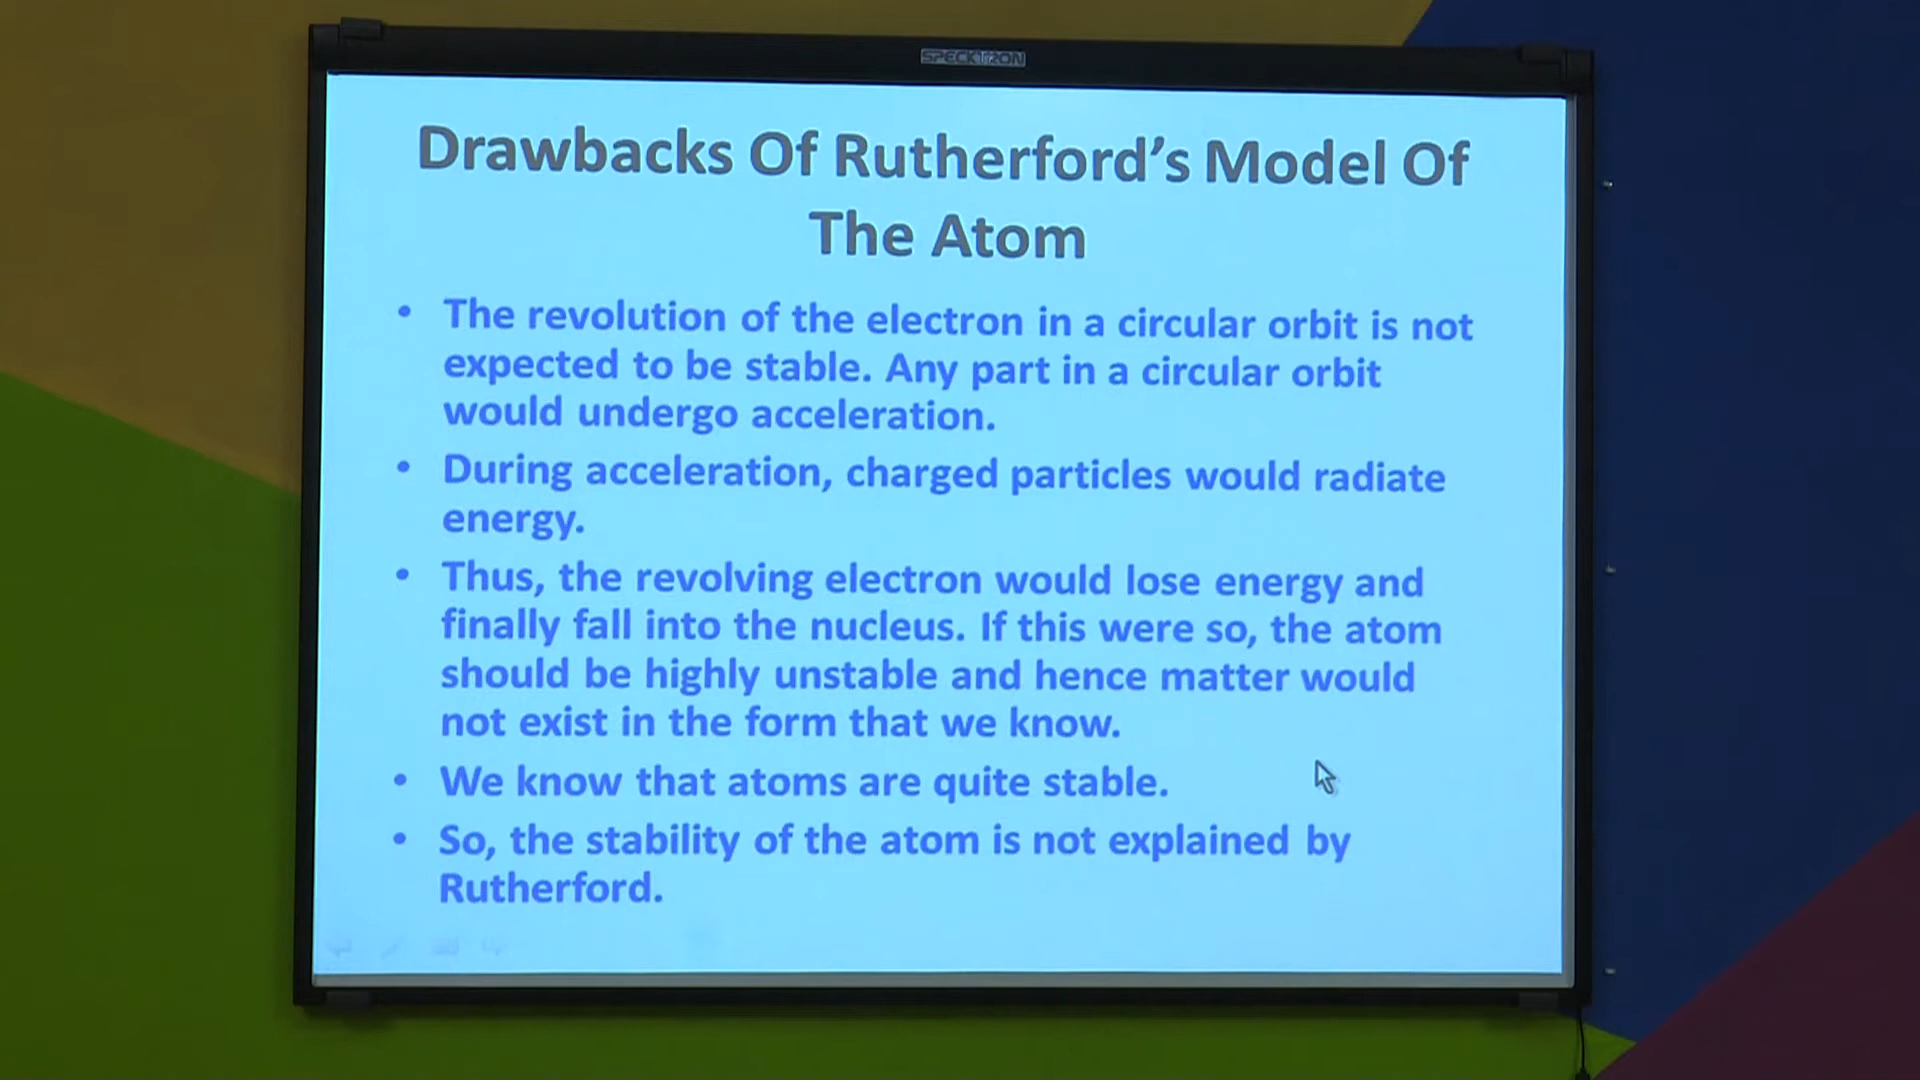 SPECKTRON
Drawbacks Of Rutherford's Model Of
The Atom
• The revolution of the electron in a circular orbit is not
expected to be stable. Any part in a circular orbit
would undergo acceleration.
• During acceleration, charged particles would radiate
energy.
• Thus, the revolving electron would lose energy and
finally fall into the nucleus. If this were so, the atom
should be highly unstable and hence matter would
not exist in the form that we know.
• We know that atoms are quite stable.
• So, the stability of the atom is not explained by
Rutherford.